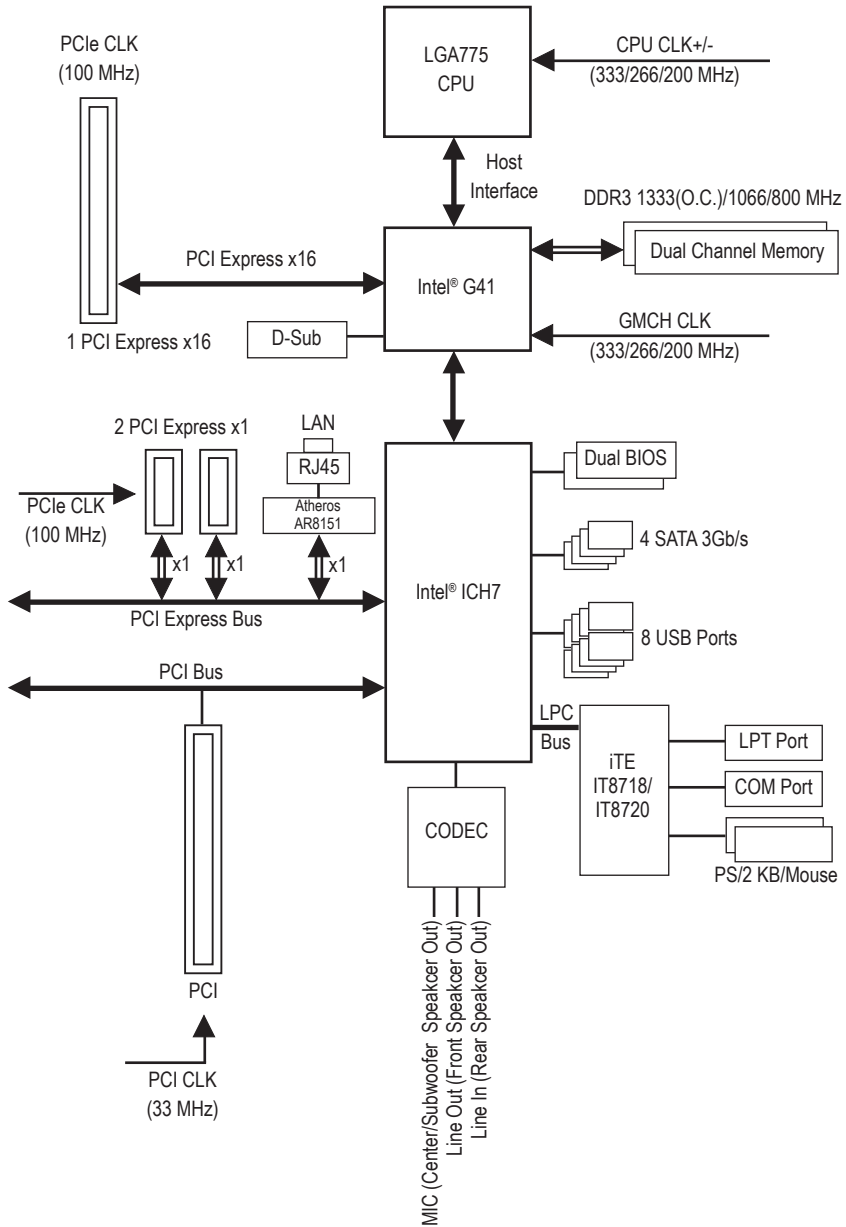 PCIe CLK
(100 MHz)
LGA775
CPU
CPU CLK+/-
(333/266/200 MHz)
Host
Interface
DDR3 1333(O.C.)/1066/800 MHz
Dual Channel Memory
PCI Express x16
Intel® G41
1 PCI Express x16
D-Sub
GMCH CLK
(333/266/200 MHz)
2 PCI Express x1
LAN
RJ45
Atheros
AR8151
PCIe CLK
(100 MHz)
x1
x1
x1
PCI Express Bus
Intel® ICH7
Dual BIOS
4 SATA 3Gb/s
8 USB Ports
PCI Bus
LPC
Bus
iTE
IT8718/
IT8720
LPT Port
COM Port
PS/2 KB/Mouse
CODEC
PCI
PCI CLK
(33 MHz)
MIC (Center/Subwoofer Speakcer Out)
Line Out (Front Speakcer Out)
Line In (Rear Speakcer Out)